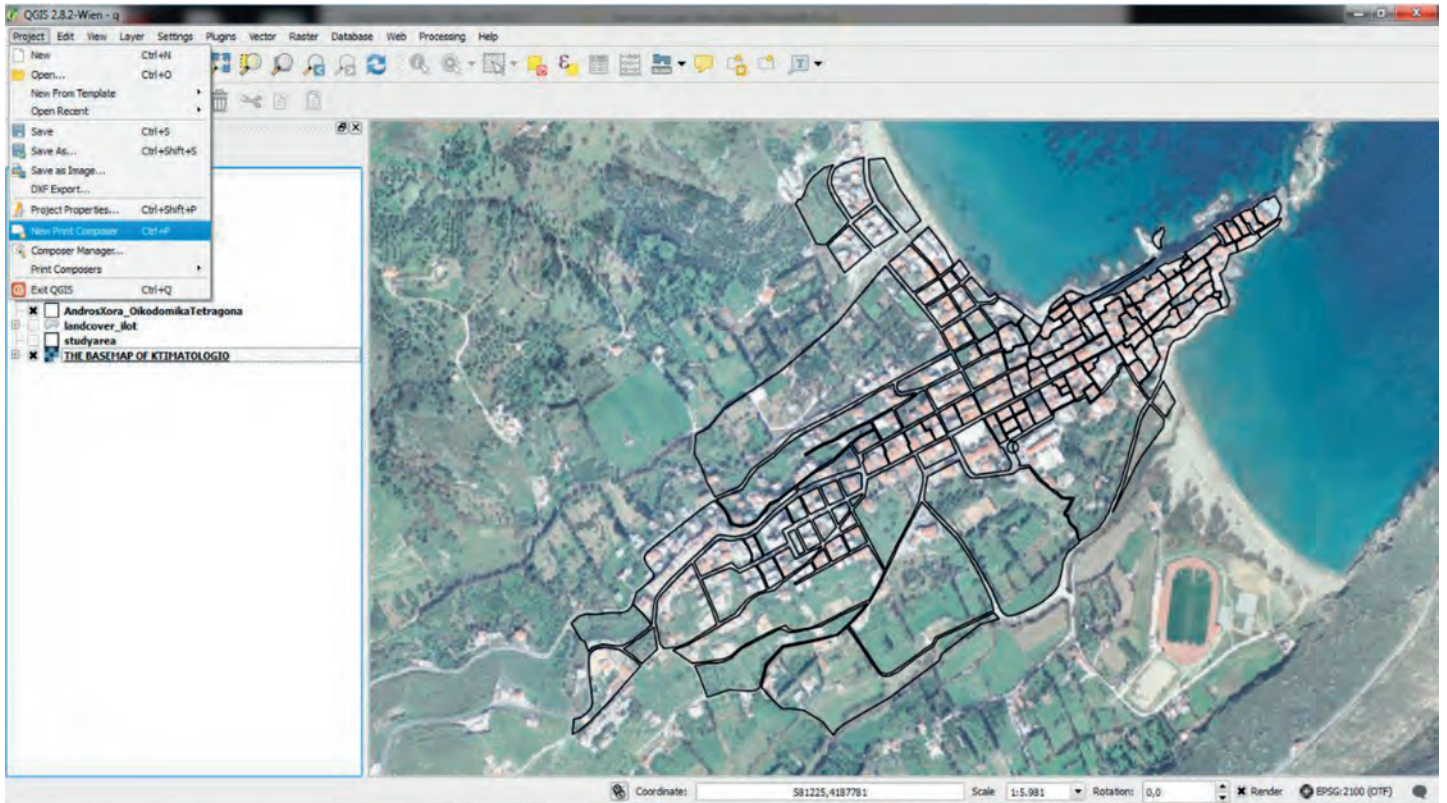 QGIS 2.8.2-Wien - q
Project Edit View Layer Settings Plugins Vector Raster Database Web Processing Help
New Ctrl+N
Open... Ctrl+O
New From Template
Open Recent
Save Ctrl+S
Save As... Ctrl+Shift+S
Save as Image...
DXF Export...
Project Properties... Ctrl+Shift+P
New Print Composer Ctrl+P
Composer Manager...
Print Composers
Exit QGIS Ctrl+Q
AndrosXora_OikodomikaTetragona
landcover_ilot
studyarea
THE BASEMAP OF KTIMATOLOGIO
Coordinate: 581225,4187781 Scale 1:5.981 Rotation: 0,0 Render EPSG:2100 (OTF)